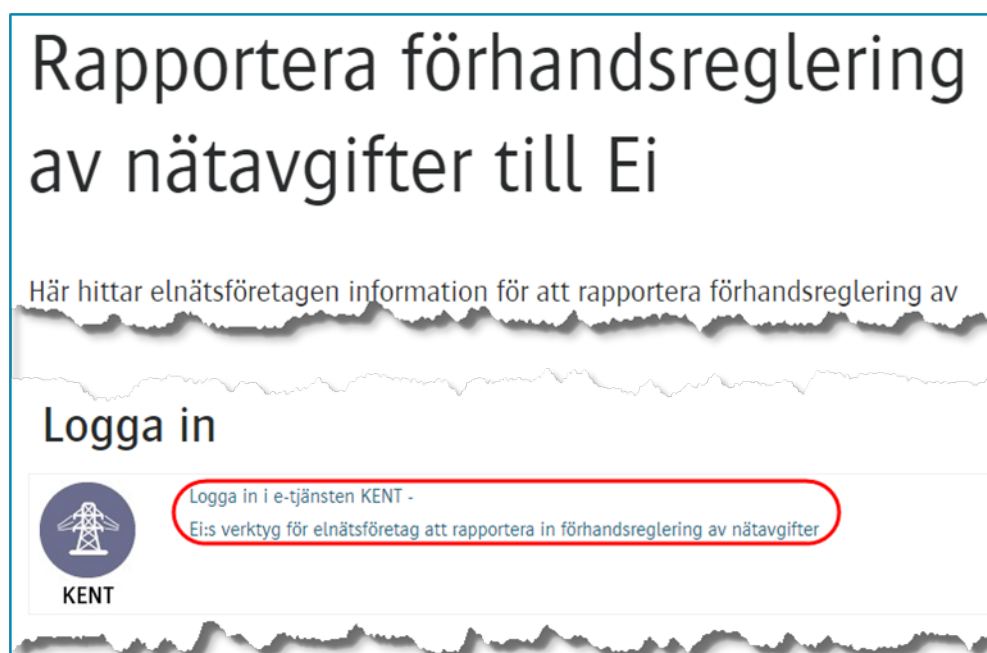 Rapportera förhandsreglering
av nätavgifter till Ei
Här hittar elnätsföretagen information för att rapportera förhandsreglering av
Logga in
Logga in i e-tjänsten KENT -
Ei:s verktyg för elnätsföretag att rapportera in förhandsreglering av nätavgifter
KENT